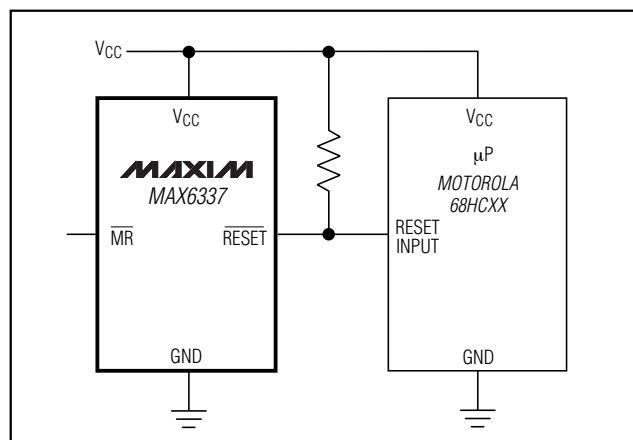 VCC
VCC
MAXIM
MAX6337
MR
RESET
GND
VCC
µP
MOTOROLA
68HCXX
RESET
INPUT
GND